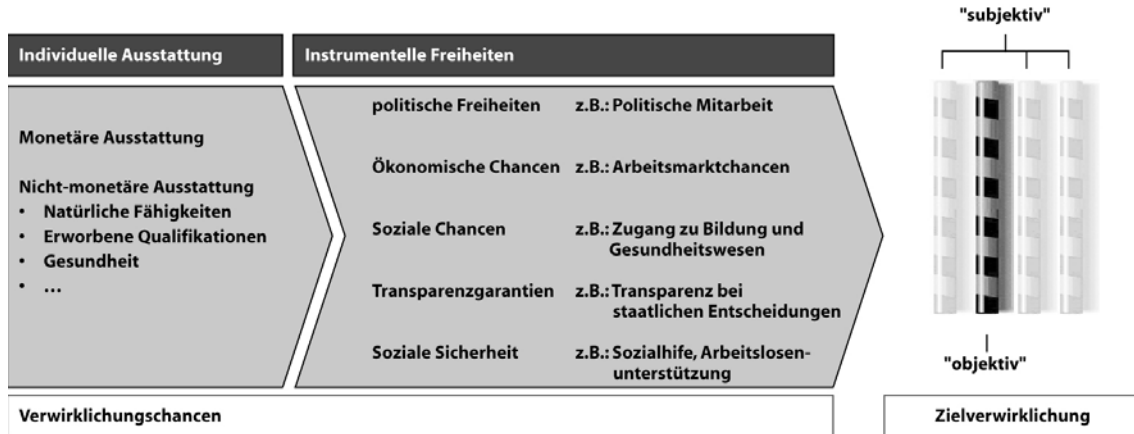 "subjektiv"
Individuelle Ausstattung
Instrumentelle Freiheiten
Monetäre Ausstattung
Nicht-monetäre Ausstattung
• Natürliche Fähigkeiten
• Erworbene Qualifikationen
• Gesundheit
• …
politische Freiheiten z.B.: Politische Mitarbeit
Ökonomische Chancen z.B.: Arbeitsmarktchancen
Soziale Chancen z.B.: Zugang zu Bildung und
Gesundheitswesen
Transparenzgarantien z.B.: Transparenz bei
staatlichen Entscheidungen
Soziale Sicherheit z.B.: Sozialhife, Arbeitslosen-
unterstützung
"objektiv"
Verwirklichungschancen
Zielverwirklichung